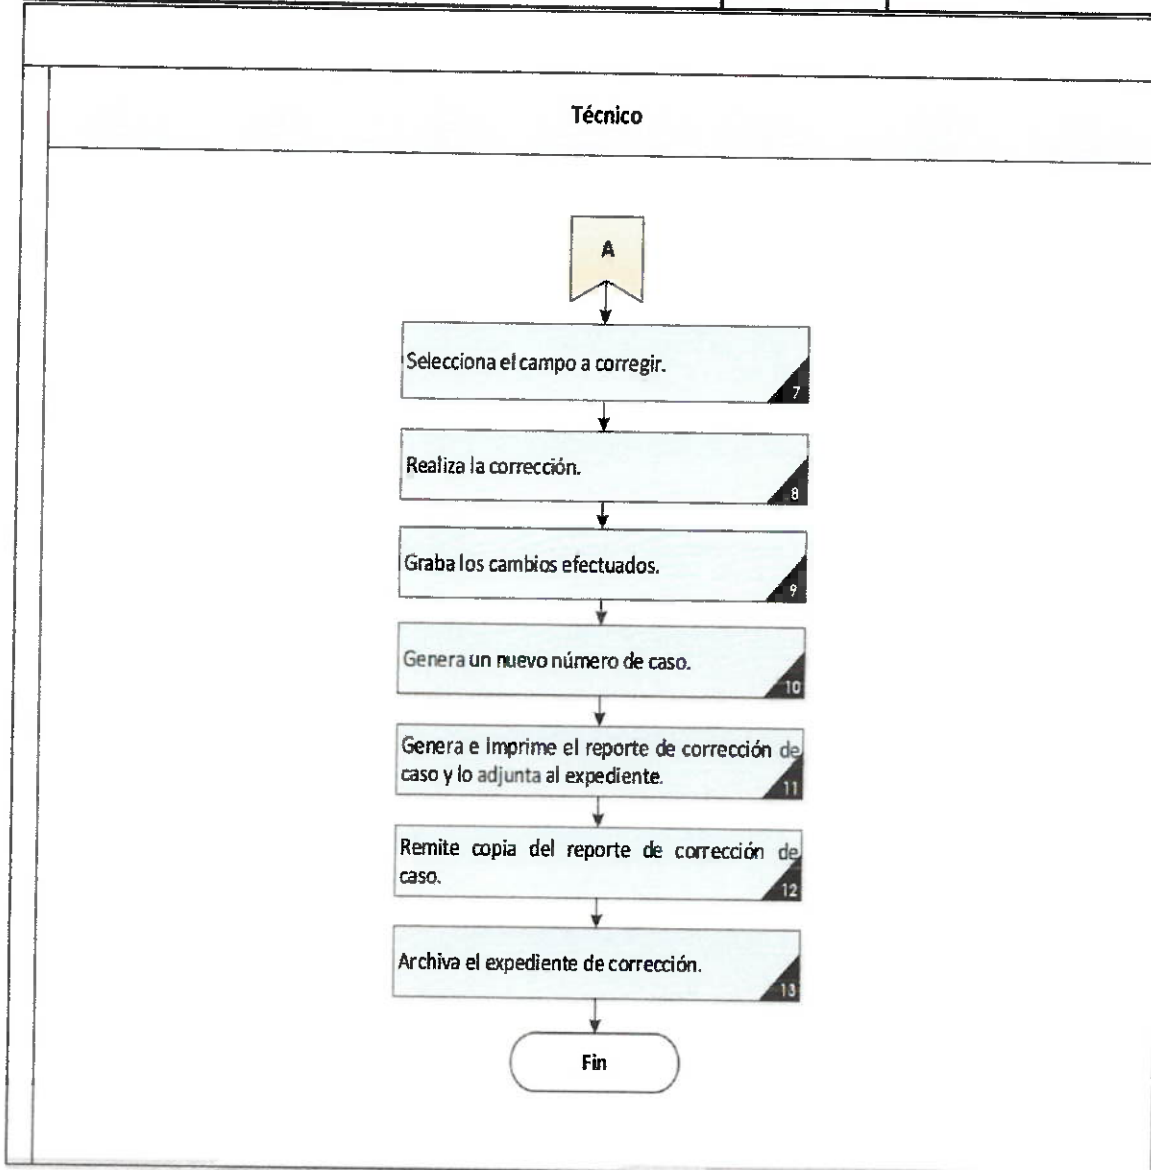 Técnico
A
Selecciona el campo a corregir.
7
Realiza la corrección.
8
Graba los cambios efectuados.
9
Genera un nuevo número de caso.
10
Genera e imprime el reporte de corrección de
caso y lo adjunta al expediente.
11
Remite copia del reporte de corrección de
caso.
12
Archiva el expediente de corrección.
13
Fin